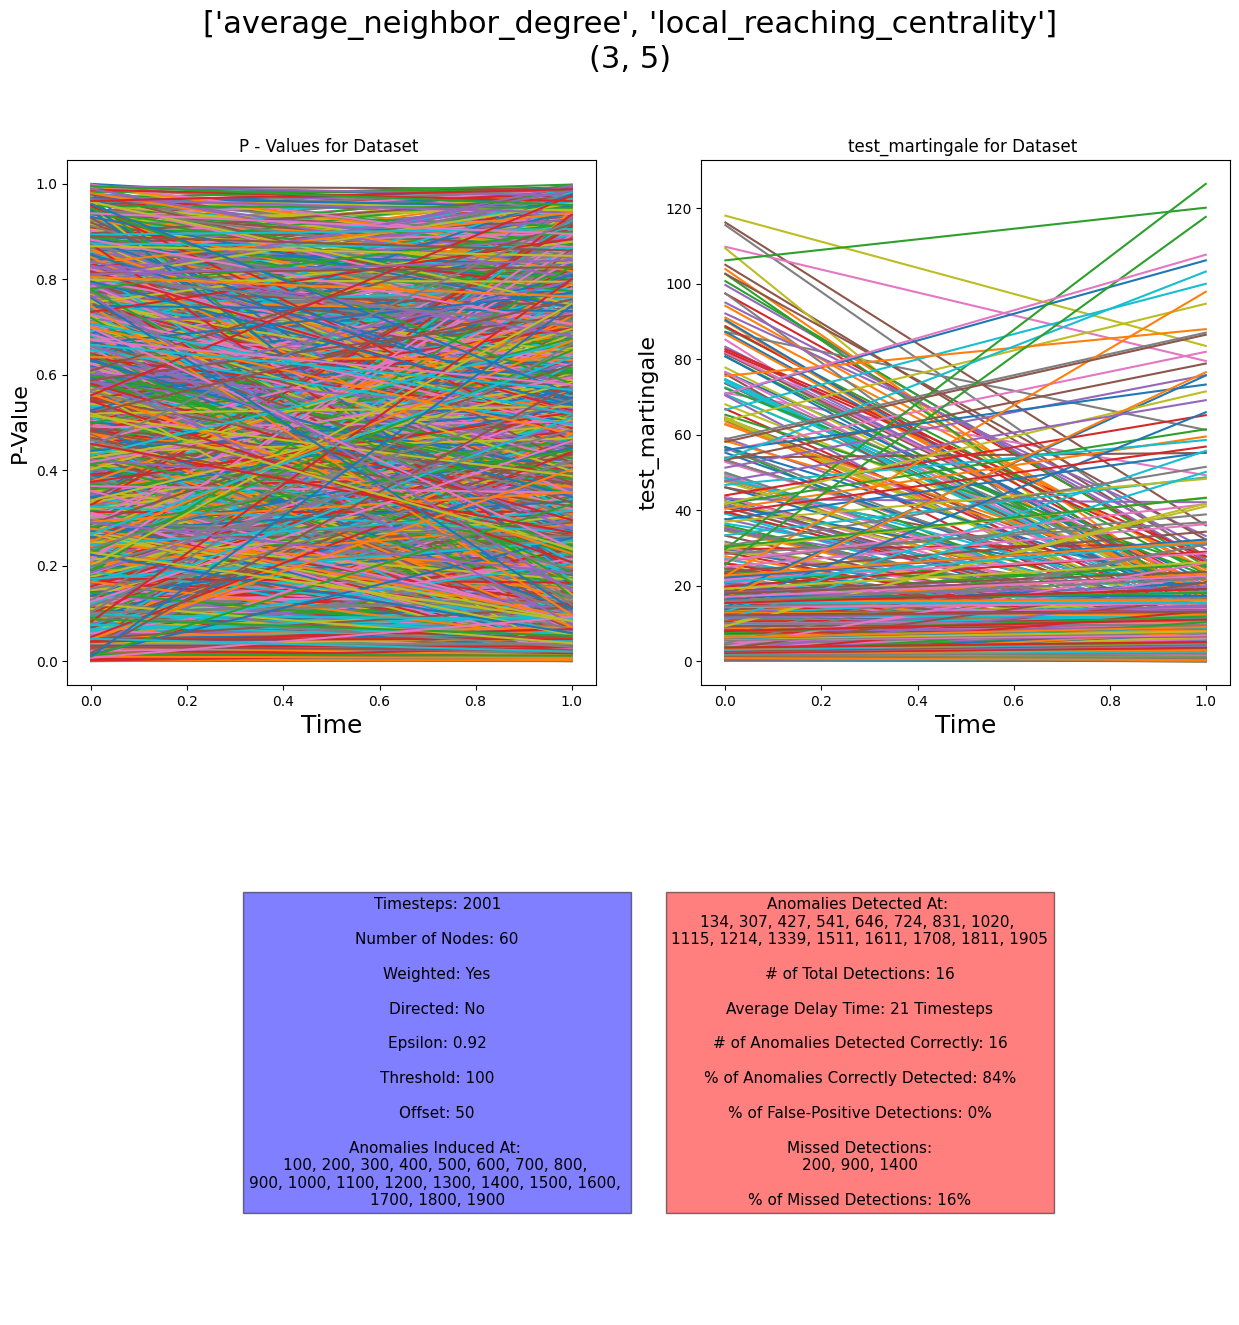 ['average_neighbor_degree', 'local_reaching_centrality']
(3, 5)
P - Values for Dataset
P-Value
1.0
0.8
0.6
0.4
0.2
0.0
0.0 0.2 0.4 0.6 0.8 1.0
Time
test_martingale for Dataset
test_martingale
120
100
80
60
40
20
0
0.0 0.2 0.4 0.6 0.8 1.0
Time
Timesteps: 2001
Number of Nodes: 60
Weighted: Yes
Directed: No
Epsilon: 0.92
Threshold: 100
Offset: 50
Anomalies Induced At:
100, 200, 300, 400, 500, 600, 700, 800,
900, 1000, 1100, 1200, 1300, 1400, 1500, 1600,
1700, 1800, 1900
Anomalies Detected At:
134, 307, 427, 541, 646, 724, 831, 1020,
1115, 1214, 1339, 1511, 1611, 1708, 1811, 1905
# of Total Detections: 16
Average Delay Time: 21 Timesteps
# of Anomalies Detected Correctly: 16
% of Anomalies Correctly Detected: 84%
% of False-Positive Detections: 0%
Missed Detections:
200, 900, 1400
% of Missed Detections: 16%